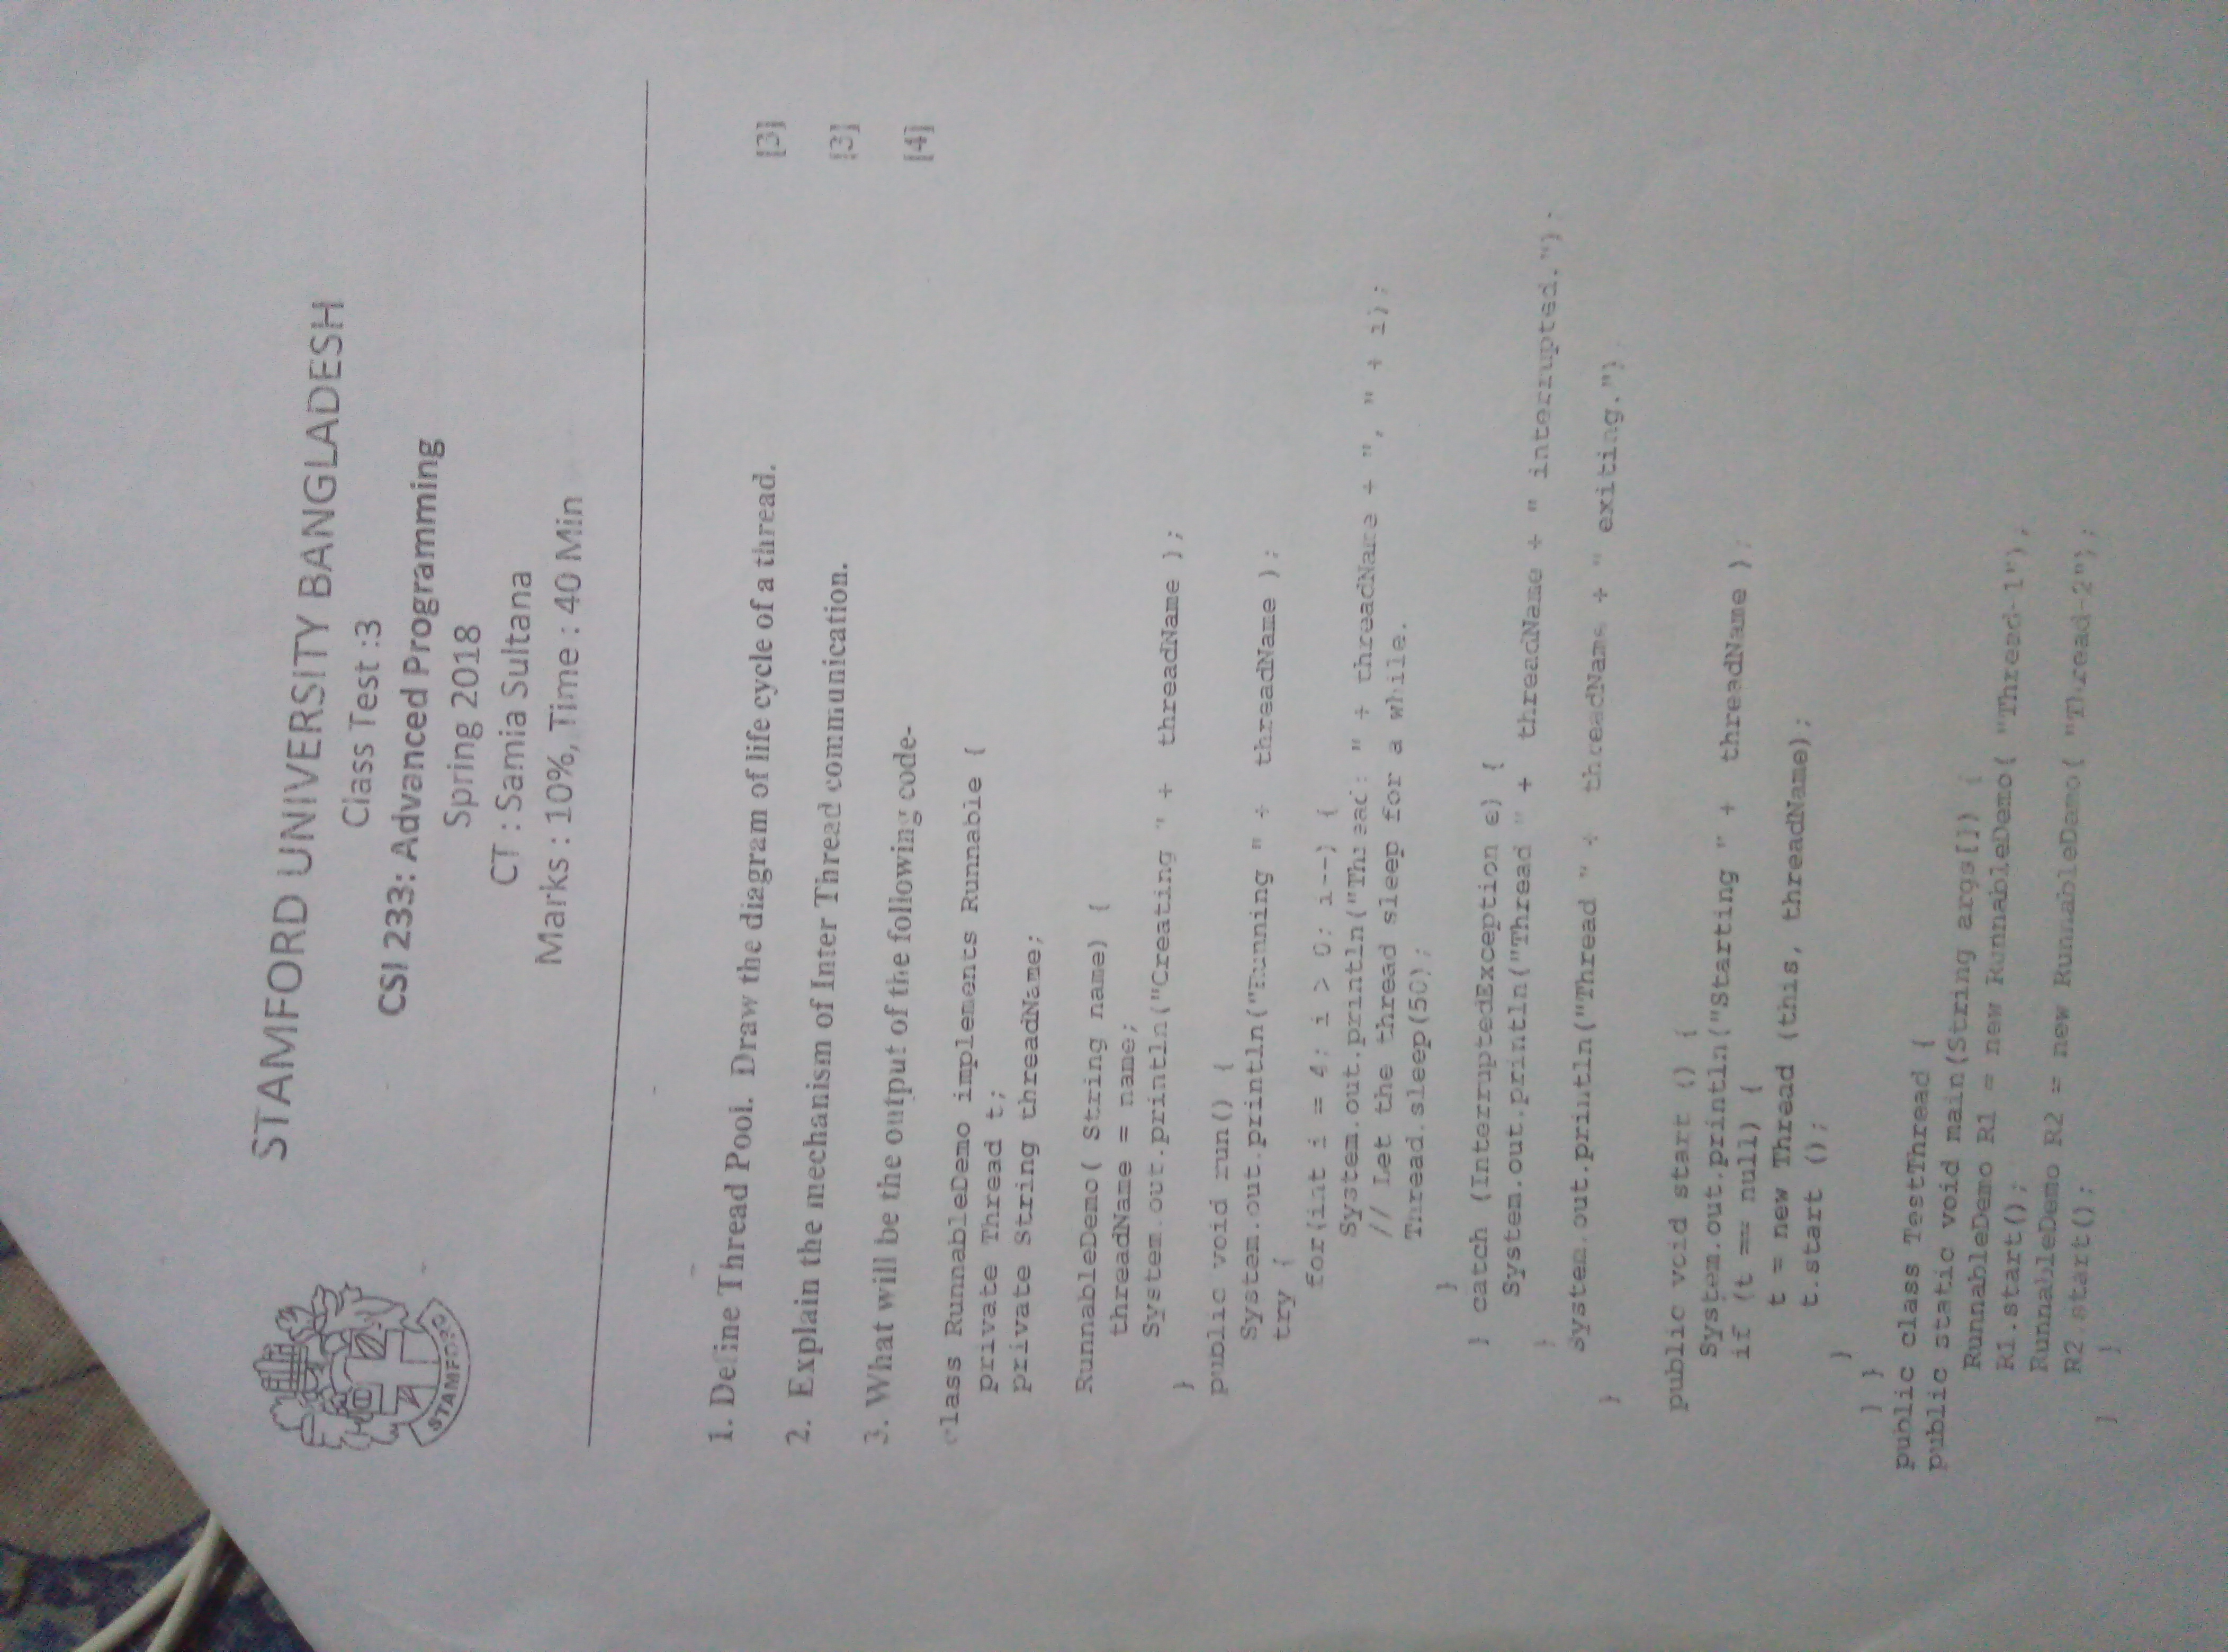 STAMFORD UNIVERSITY BANGLADESH
Class Test :3
CSI 233: Advanced Programming
Spring 2018
CT : Samia Sultana
Marks : 10%, Time : 40 Min
STAMFORD
1. Define Thread Pool. Draw the diagram of life cycle of a thread. [3]
2. Explain the mechanism of Inter Thread communication. [3]
3. What will be the output of the following code- [4]
class RunnableDemo implements Runnable {
private Thread t;
private String threadName;
RunnableDemo( String name) {
threadName = name;
System.out.println("Creating " + threadName );
}
public void run() {
System.out.println("Running " + threadName );
try {
for(int i = 4; i > 0; i--) {
System.out.println("Thread: " + threadName + ", " + i);
// Let the thread sleep for a while.
Thread.sleep(50);
}
} catch (InterruptedException e) {
System.out.println("Thread " + threadName + " interrupted.");
}
System.out.println("Thread " + threadName + " exiting.");
}
public void start () {
System.out.println("Starting " + threadName );
if (t == null) {
t = new Thread (this, threadName);
t.start ();
}
} }
public class TestThread {
public static void main(String args[]) {
RunnableDemo R1 = new RunnableDemo( "Thread-1");
R1.start();
RunnableDemo R2 = new RunnableDemo( "Thread-2");
R2.start();
}
}